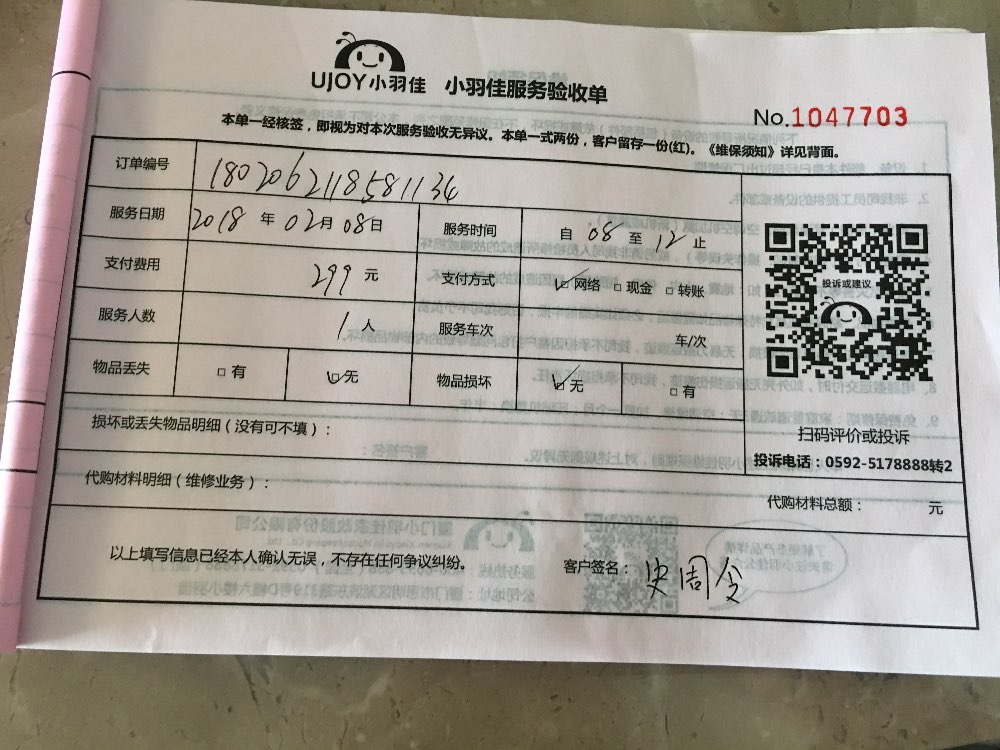 UJOY小羽佳 小羽佳服务验收单
No.1047703
本单一经核签，即视为对本次服务验收无异议。本单一式两份，客户留存一份(红)。《维保须知》详见背面。
订单编号 1802062118581134
服务日期 2018 年 02月 08日 服务时间 自 08 至 12 止
支付费用 299 元 支付方式 ☑网络 □现金 □转账
服务人数 1人 服务车次 车/次
物品丢失 □有 ☑无 物品损坏 ☑无 □有
投诉或建议
扫码评价或投诉
投诉电话：0592-5178888转2
损坏或丢失物品明细（没有可不填）：
代购材料明细（维修业务）：
代购材料总额： 元
以上填写信息已经本人确认无误，不存在任何争议纠纷。
客户签名：史周令